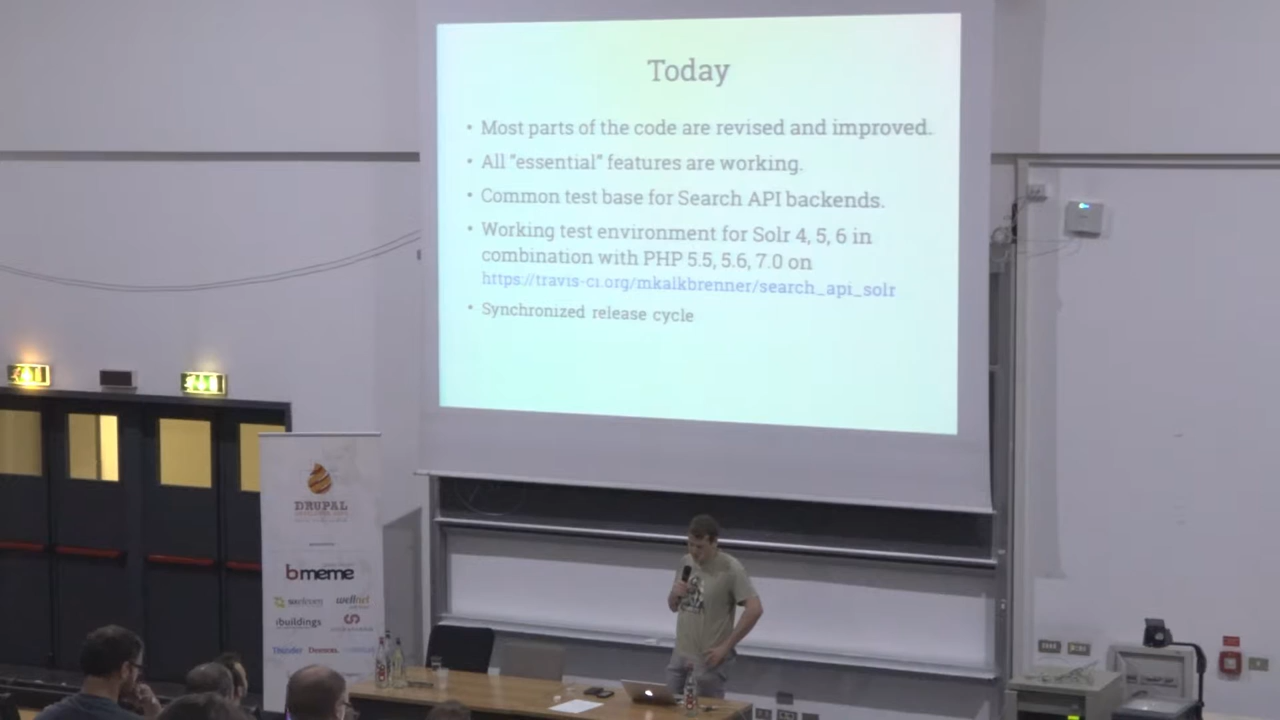 Today
• Most parts of the code are revised and improved.
• All "essential" features are working.
• Common test base for Search API backends.
• Working test environment for Solr 4, 5, 6 in
combination with PHP 5.5, 5.6, 7.0 on
https://travis-ci.org/mkalkbrenner/search_api_solr
• Synchronized release cycle
DRUPAL
bmeme
wellnet
ibuildings